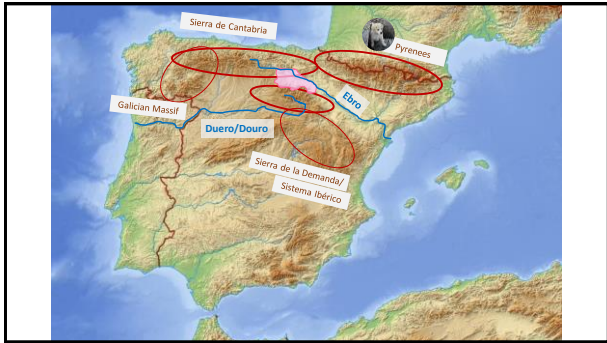 Sierra de Cantabria
Pyrenees
Ebro
Galician Massif
Duero/Douro
Sierra de la Demanda/
Sistema Ibérico